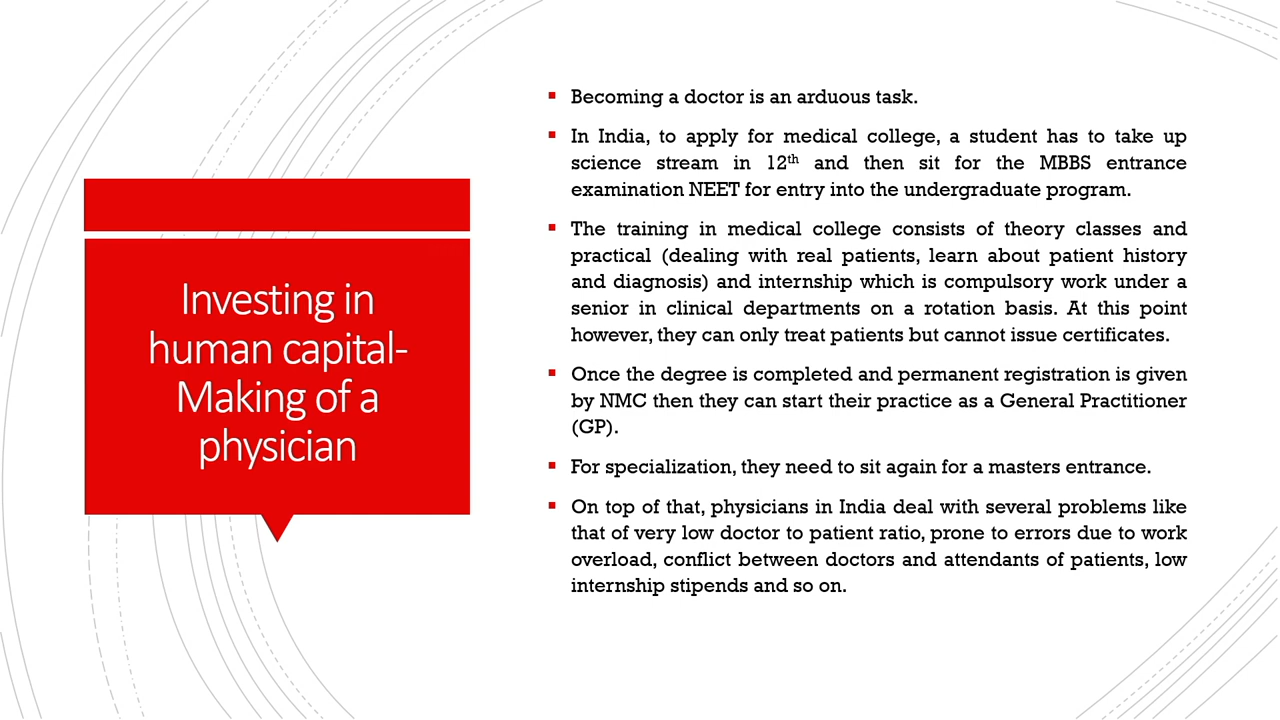 Investing in
human capital-
Making of a
physician
▪ Becoming a doctor is an arduous task.
▪ In India, to apply for medical college, a student has to take up
science stream in 12th and then sit for the MBBS entrance
examination NEET for entry into the undergraduate program.
▪ The training in medical college consists of theory classes and
practical (dealing with real patients, learn about patient history
and diagnosis) and internship which is compulsory work under a
senior in clinical departments on a rotation basis. At this point
however, they can only treat patients but cannot issue certificates.
▪ Once the degree is completed and permanent registration is given
by NMC then they can start their practice as a General Practitioner
(GP).
▪ For specialization, they need to sit again for a masters entrance.
▪ On top of that, physicians in India deal with several problems like
that of very low doctor to patient ratio, prone to errors due to work
overload, conflict between doctors and attendants of patients, low
internship stipends and so on.